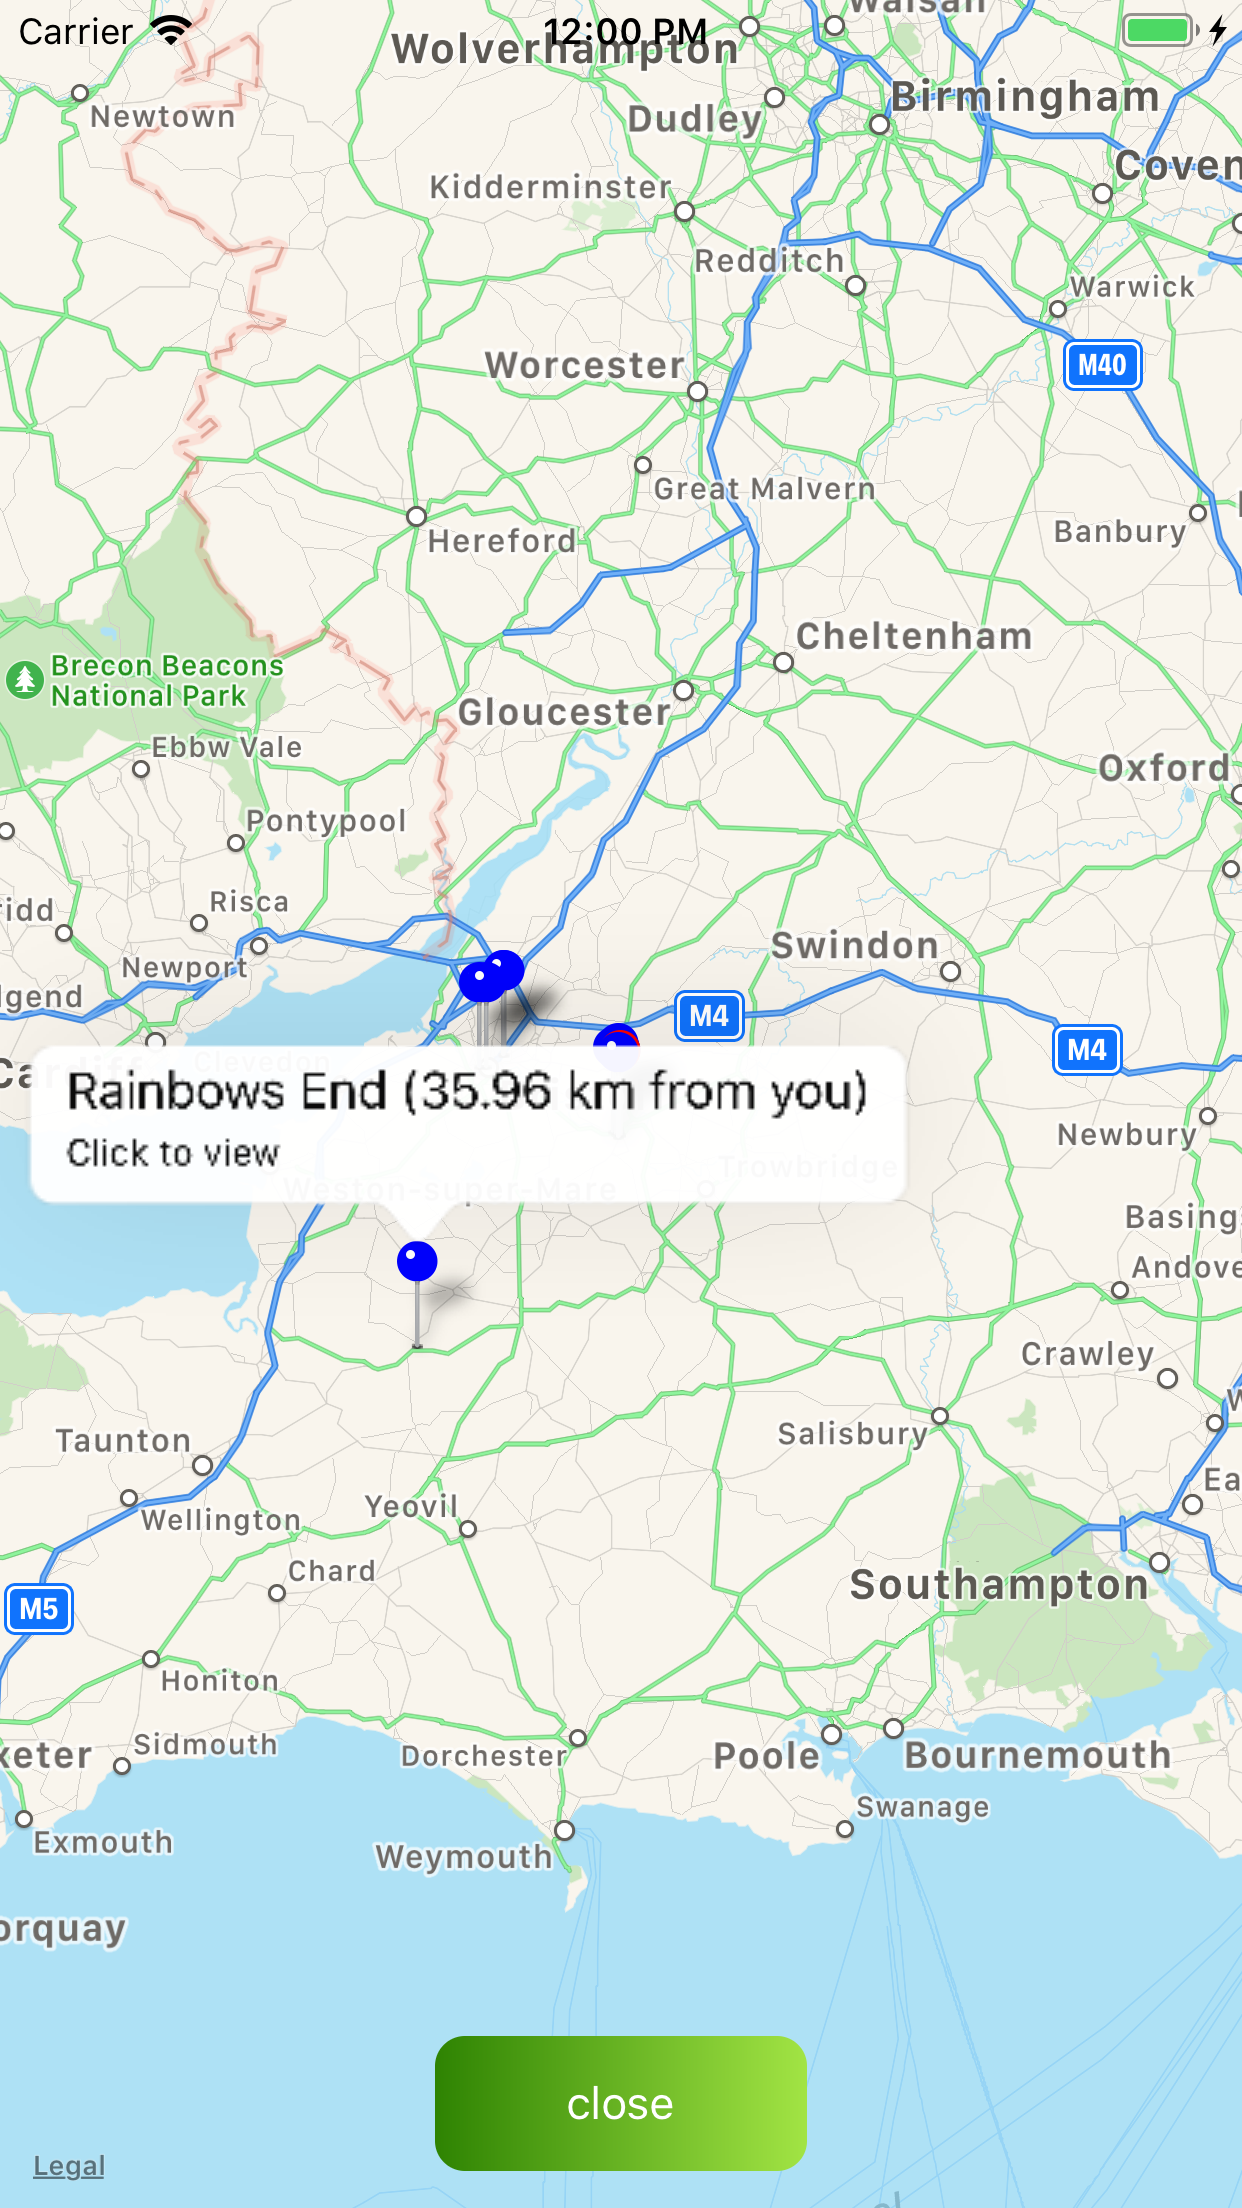 Carrier
12:00 PM
Walsall
Wolverhampton
Newtown
Dudley
Birmingham
Coven
Kidderminster
Redditch
Warwick
Worcester
M40
Great Malvern
Hereford
Banbury
Cheltenham
Brecon Beacons
National Park
Gloucester
Ebbw Vale
Oxford
Pontypool
Risca
ridd
Swindon
Newport
lgend
M4
M4
Cardiff
Clevedon
Rainbows End (35.96 km from you)
Click to view
Newbury
Trowbridge
Weston-super-Mare
Basing
Andove
Crawley
Salisbury
Taunton
Ea
Yeovil
Wellington
Chard
Southampton
M5
Honiton
Sidmouth
xeter
Dorchester
Poole
Bournemouth
Swanage
Exmouth
Weymouth
orquay
close
Legal